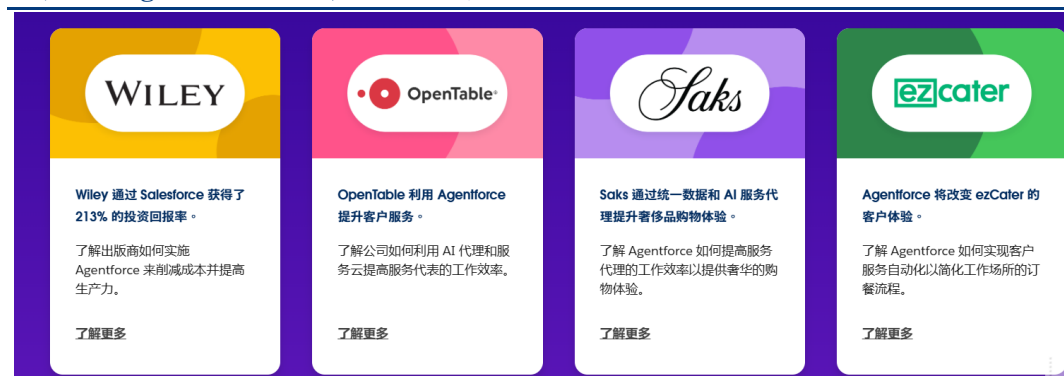 WILEY
Wiley 通过 Salesforce 获得了
213% 的投资回报率。
了解出版商如何实施
Agentforce 来削减成本并提高
生产力。
了解更多
OpenTable
OpenTable 利用 Agentforce
提升客户服务。
了解公司如何利用 AI 代理和服
务云提高服务代表的工作效率。
了解更多
Saks
Saks 通过统一数据和 AI 服务代
理提升奢侈品购物体验。
了解 Agentforce 如何提高服务
代理的工作效率以提供奢华的购
物体验。
了解更多
ezcater
Agentforce 将改变 ezCater 的
客户体验。
了解 Agentforce 如何实现客户
服务自动化以简化工作场所的订
餐流程。
了解更多